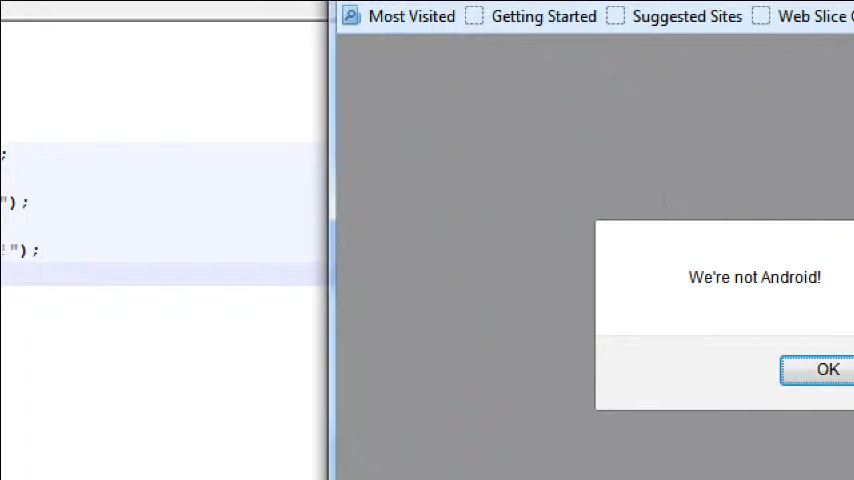 Most Visited Getting Started Suggested Sites Web Slice
;
");
!");
We're not Android!
OK